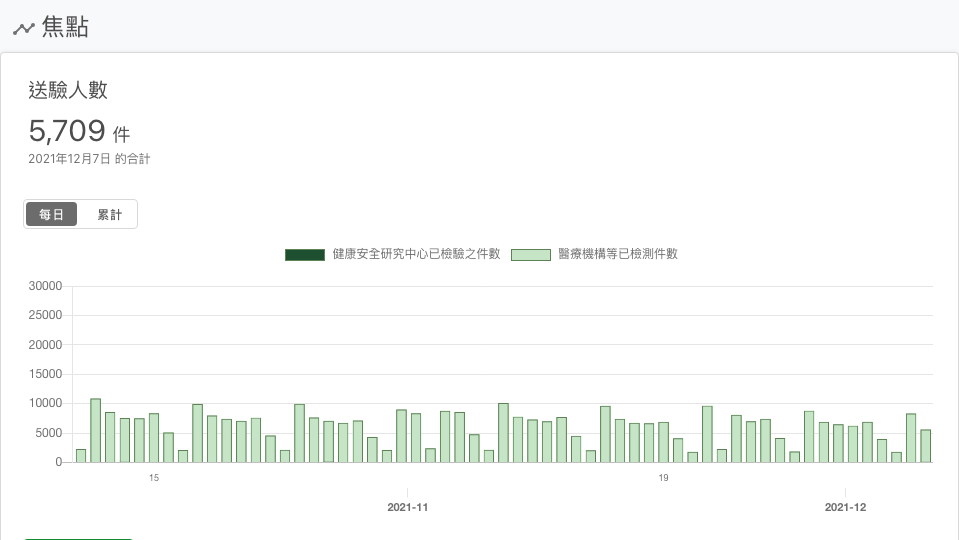 焦點
送驗人數
5,709 件
2021年12月7日 的合計
每日 累計
健康安全研究中心已檢驗之件數 醫療機構等已檢測件數
30000
25000
20000
15000
10000
5000
0
15 19
2021-11 2021-12